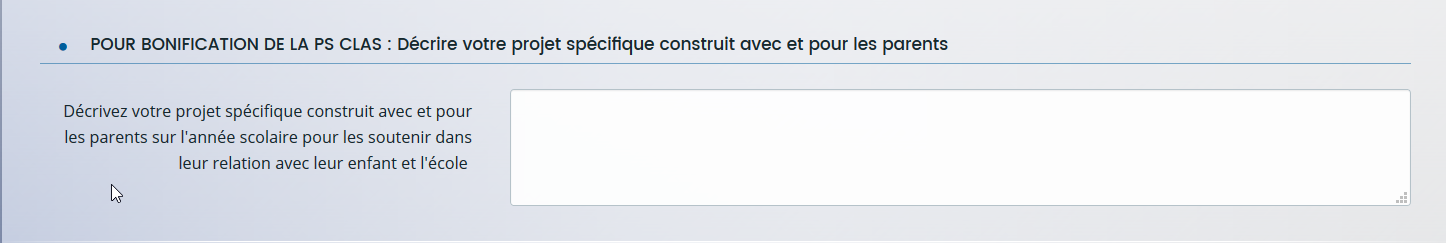 POUR BONIFICATION DE LA PS CLAS : Décrire votre projet spécifique construit avec et pour les parents
Décrivez votre projet spécifique construit avec et pour
les parents sur l'année scolaire pour les soutenir dans
leur relation avec leur enfant et l'école